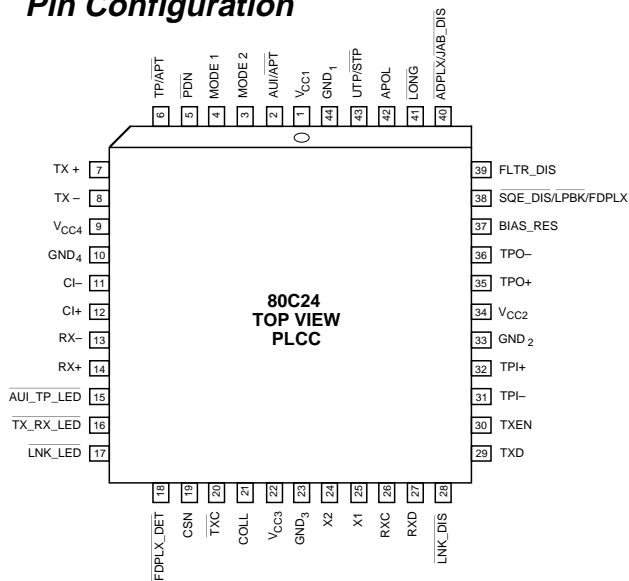 Pin Configuration
TP/APT
PDN
MODE 1
MODE 2
AUI/APT
VCC1
GND1
UTP/STP
APOL
LONG
ADPLX/JAB_DIS
6 5 4 3 2 1 44 43 42 41 40
TX + 7
TX – 8
VCC4 9
GND4 10
CI– 11
CI+ 12
RX– 13
RX+ 14
AUI_TP_LED 15
TX_RX_LED 16
LNK_LED 17
80C24
TOP VIEW
PLCC
39 FLTR_DIS
38 SQE_DIS/LPBK/FDPLX
37 BIAS_RES
36 TPO–
35 TPO+
34 VCC2
33 GND 2
32 TPI+
31 TPI–
30 TXEN
29 TXD
18 19 20 21 22 23 24 25 26 27 28
FDPLX_DET
CSN
TXC
COLL
VCC3
GND3
X2
X1
RXC
RXD
LNK_DIS